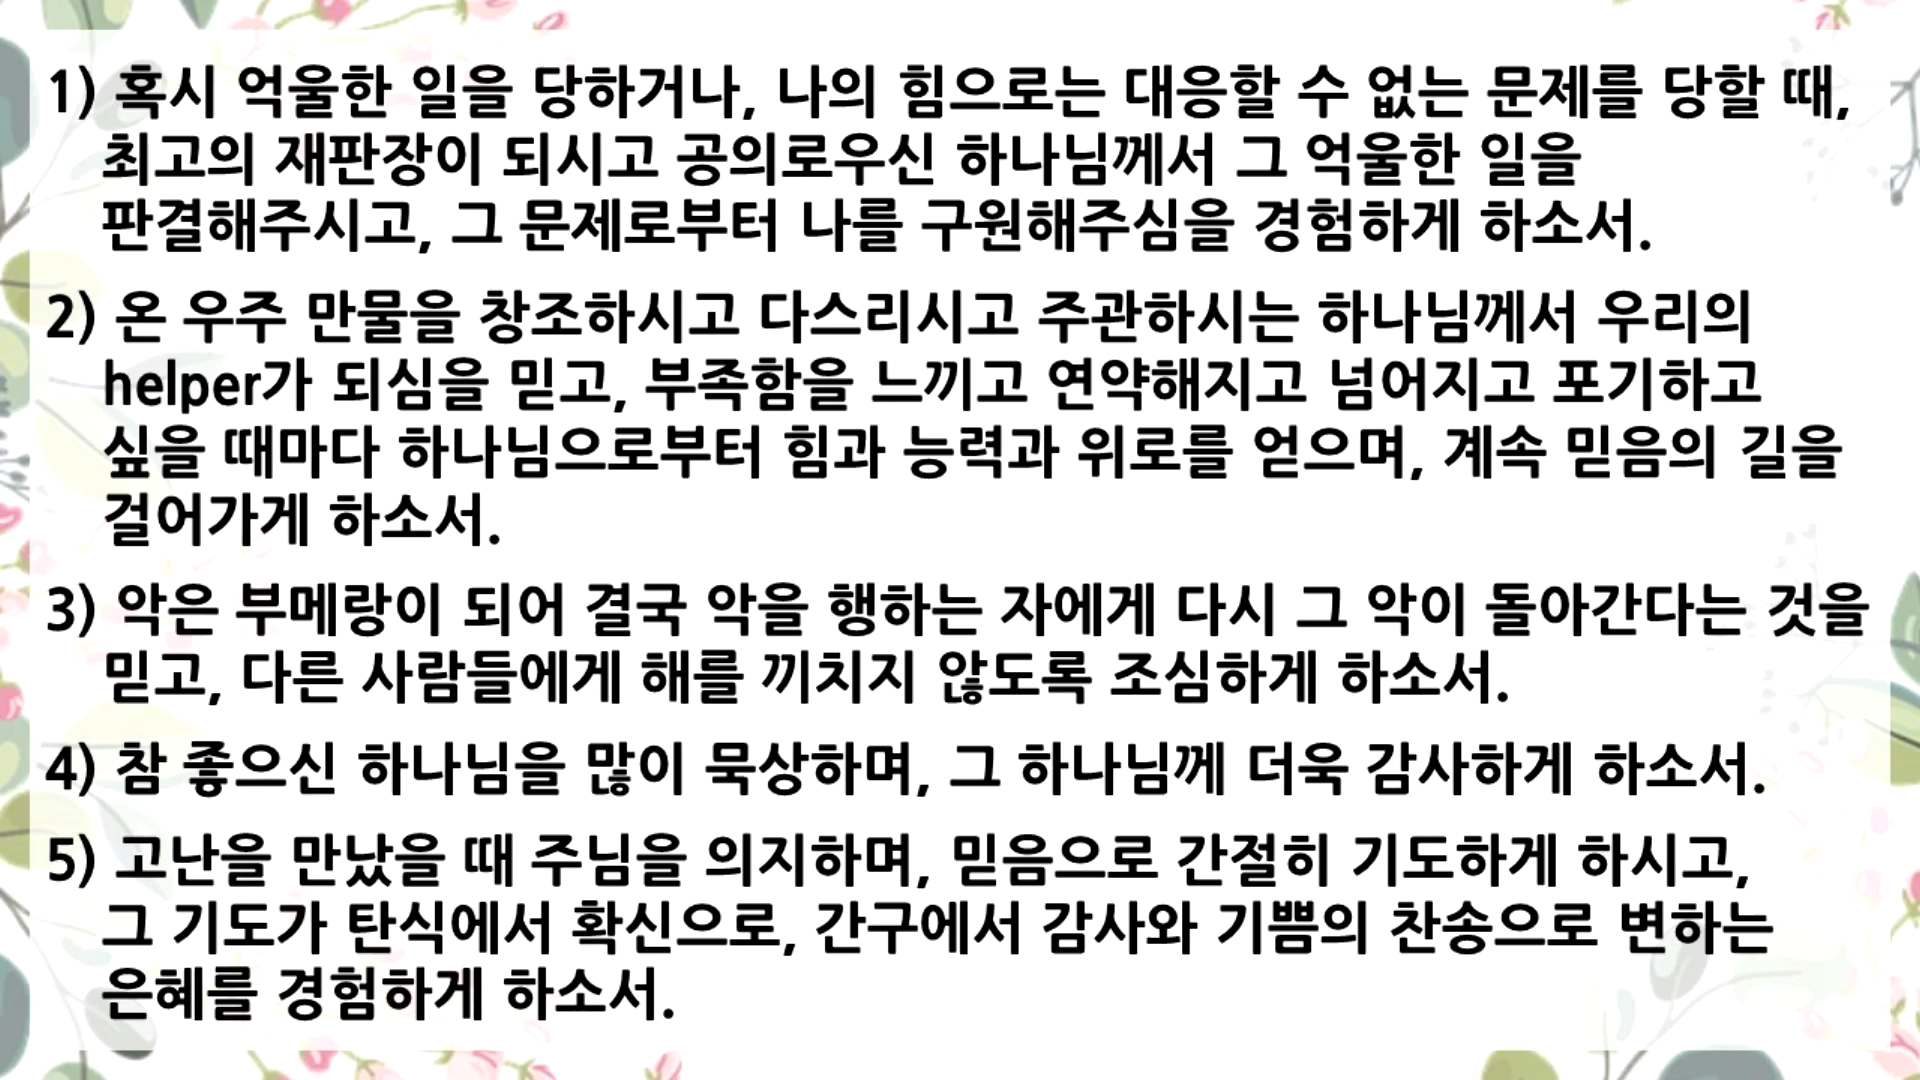 1) 혹시 억울한 일을 당하거나, 나의 힘으로는 대응할 수 없는 문제를 당할 때,
최고의 재판장이 되시고 공의로우신 하나님께서 그 억울한 일을
판결해주시고, 그 문제로부터 나를 구원해주심을 경험하게 하소서.
2) 온 우주 만물을 창조하시고 다스리시고 주관하시는 하나님께서 우리의
helper가 되심을 믿고, 부족함을 느끼고 연약해지고 넘어지고 포기하고
싶을 때마다 하나님으로부터 힘과 능력과 위로를 얻으며, 계속 믿음의 길을
걸어가게 하소서.
3) 악은 부메랑이 되어 결국 악을 행하는 자에게 다시 그 악이 돌아간다는 것을
믿고, 다른 사람들에게 해를 끼치지 않도록 조심하게 하소서.
4) 참 좋으신 하나님을 많이 묵상하며, 그 하나님께 더욱 감사하게 하소서.
5) 고난을 만났을 때 주님을 의지하며, 믿음으로 간절히 기도하게 하시고,
그 기도가 탄식에서 확신으로, 간구에서 감사와 기쁨의 찬송으로 변하는
은혜를 경험하게 하소서.